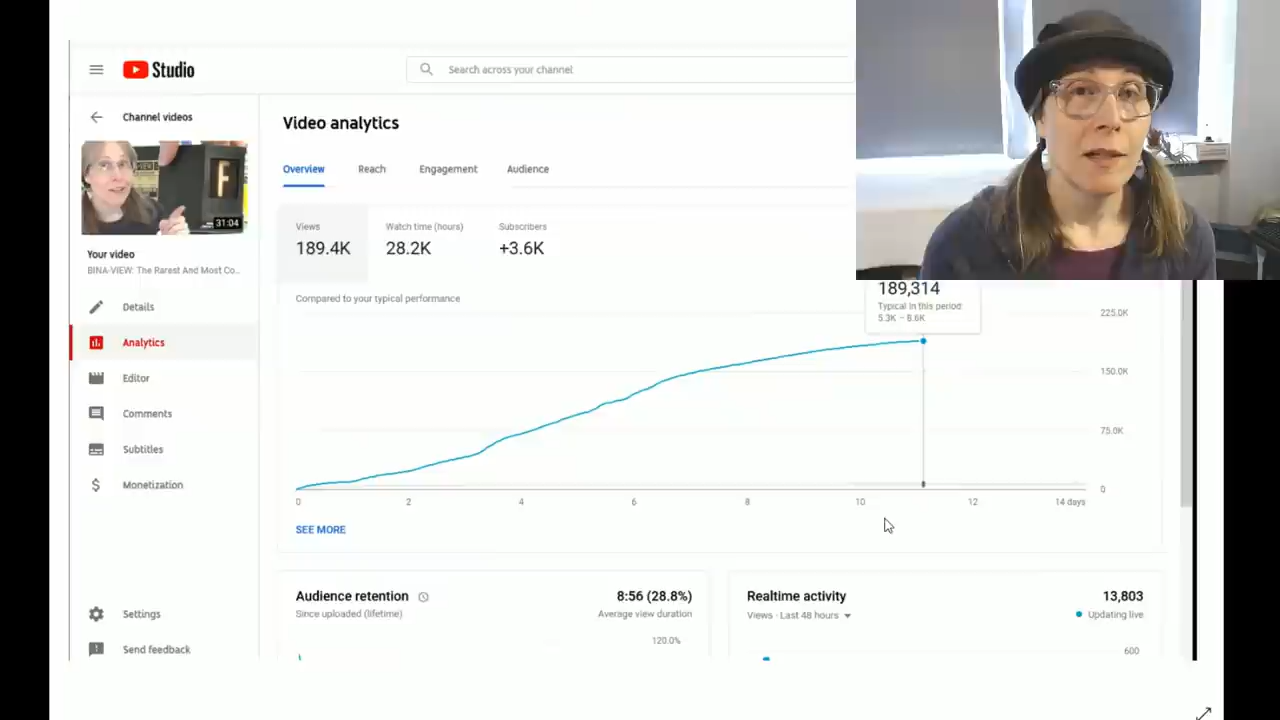 Studio
Search across your channel
Channel videos
F
31:04
Your video
BINA-VIEW: The Rarest And Most Co...
Details
Analytics
Editor
Comments
Subtitles
Monetization
Settings
Send feedback
Video analytics
Overview Reach Engagement Audience
Views Watch time (hours) Subscribers
189.4K 28.2K +3.6K
Compared to your typical performance
189,314
Typical in this period:
5.3K – 8.6K
225.0K
150.0K
75.0K
0
0 2 4 6 8 10 12 14 days
SEE MORE
Audience retention 8:56 (28.8%)
Since uploaded (lifetime) Average view duration
120.0%
Realtime activity 13,803
Views · Last 48 hours Updating live
600